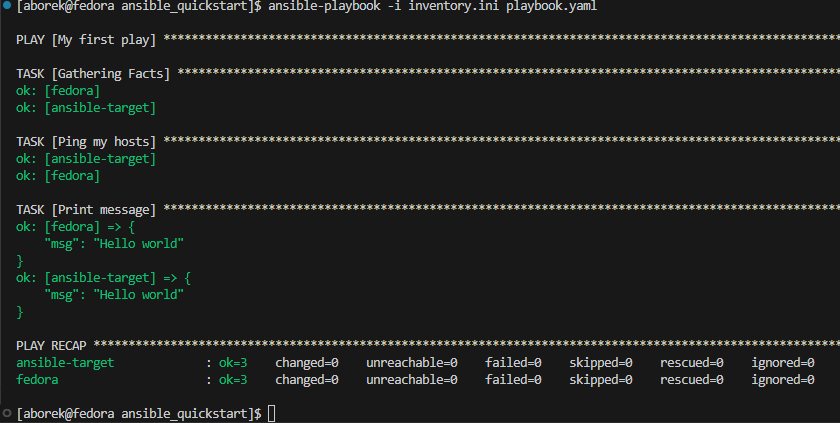 [aborek@fedora ansible_quickstart]$ ansible-playbook -i inventory.ini playbook.yaml
PLAY [My first play] *************************************************************************************************
TASK [Gathering Facts] ***********************************************************************************************
ok: [fedora]
ok: [ansible-target]
TASK [Ping my hosts] *************************************************************************************************
ok: [ansible-target]
ok: [fedora]
TASK [Print message] *************************************************************************************************
ok: [fedora] => {
    "msg": "Hello world"
}
ok: [ansible-target] => {
    "msg": "Hello world"
}
PLAY RECAP ***********************************************************************************************************
ansible-target             : ok=3    changed=0    unreachable=0    failed=0    skipped=0    rescued=0    ignored=0
fedora                     : ok=3    changed=0    unreachable=0    failed=0    skipped=0    rescued=0    ignored=0
[aborek@fedora ansible_quickstart]$